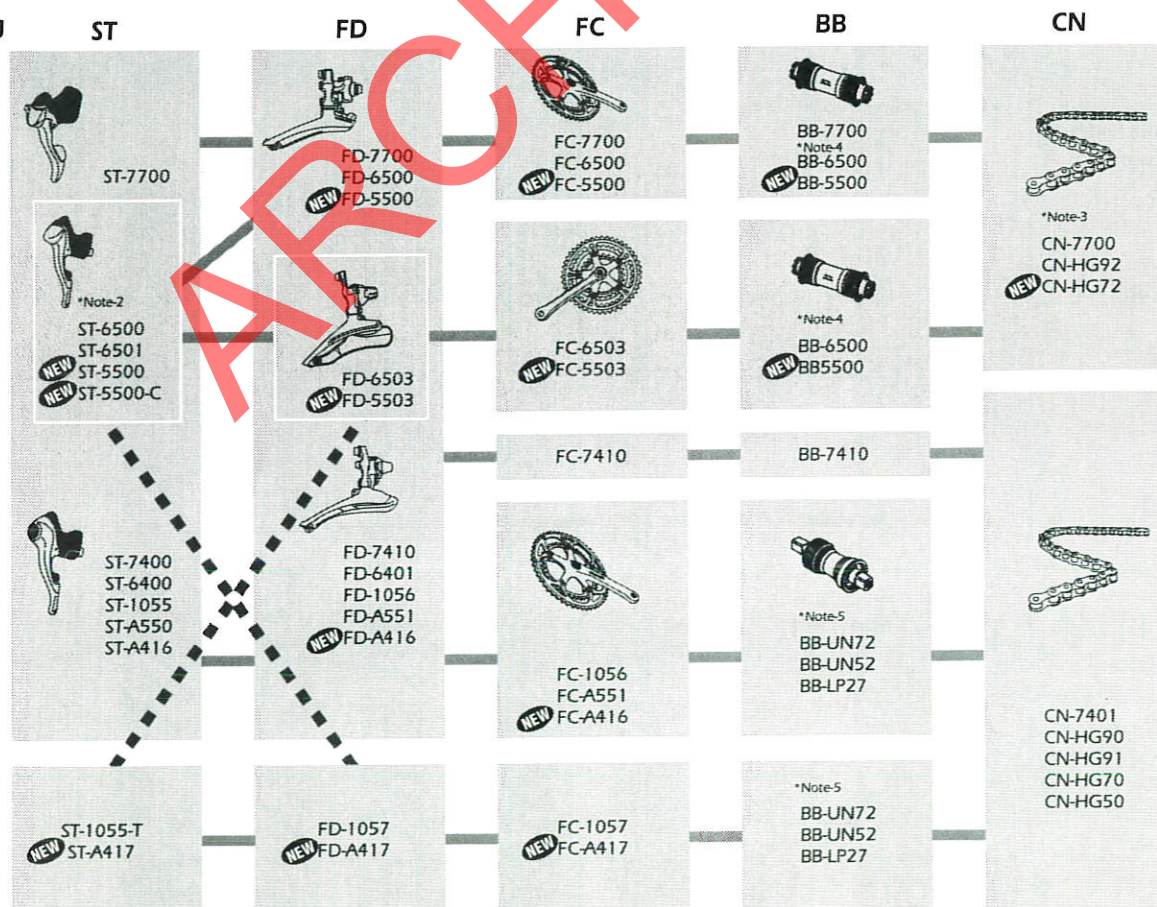 ST
FD
FC
BB
CN
ST-7700
*Note-2
ST-6500
ST-6501
NEW ST-5500
NEW ST-5500-C
ST-7400
ST-6400
ST-1055
ST-A550
ST-A416
ST-1055-T
NEW ST-A417
FD-7700
FD-6500
NEW FD-5500
FD-6503
NEW FD-5503
FD-7410
FD-6401
FD-1056
FD-A551
NEW FD-A416
FD-1057
NEW FD-A417
FC-7700
FC-6500
NEW FC-5500
FC-6503
NEW FC-5503
FC-7410
FC-1056
FC-A551
NEW FC-A416
FC-1057
NEW FC-A417
BB-7700
*Note-4
BB-6500
NEW BB-5500
*Note-4
BB-6500
NEW BB5500
BB-7410
*Note-5
BB-UN72
BB-UN52
BB-LP27
*Note-5
BB-UN72
BB-UN52
BB-LP27
*Note-3
CN-7700
CN-HG92
NEW CN-HG72
CN-7401
CN-HG90
CN-HG91
CN-HG70
CN-HG50
ARCH